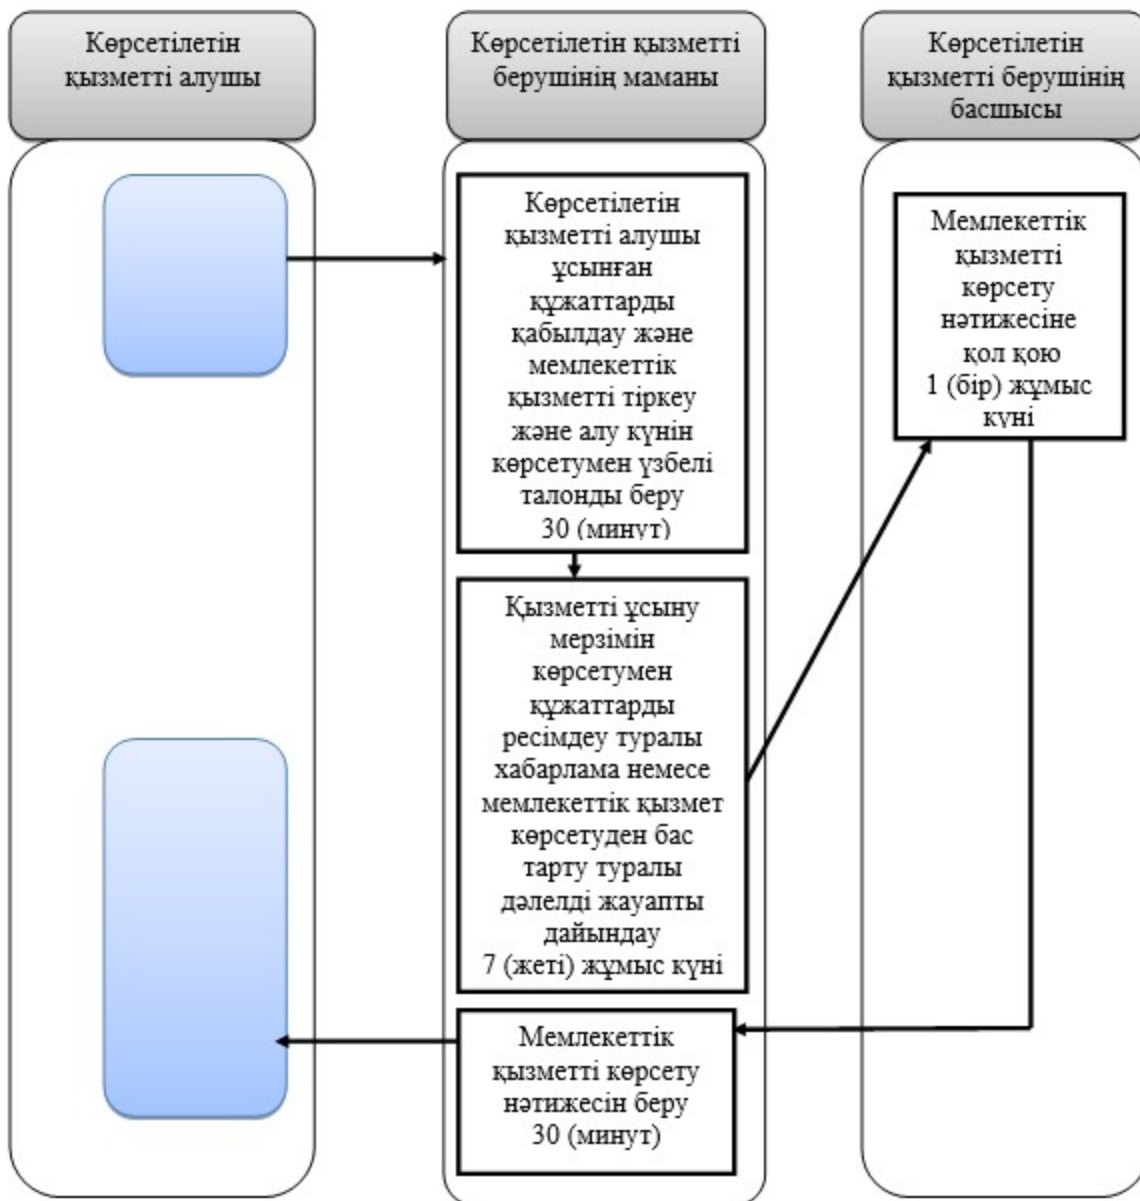 Көрсетілетін
қызметті алушы
Көрсетілетін қызметті
берушінің маманы
Көрсетілетін
қызметті берушінің
басшысы
Көрсетілетін
қызметті алушы
ұсынған
құжаттарды
қабылдау және
мемлекеттік
қызметті тіркеу
және алу күнін
көрсетумен үзбелі
талонды беру
30 (минут)
Қызметті ұсыну
мерзімін
көрсетумен
құжаттарды
ресімдеу туралы
хабарлама немесе
мемлекеттік қызмет
көрсетуден бас
тарту туралы
дәлелді жауапты
дайындау
7 (жеті) жұмыс күні
Мемлекеттік
қызметті көрсету
нәтижесін беру
30 (минут)
Мемлекеттік
қызметті
көрсету
нәтижесіне
қол қою
1 (бір) жұмыс
күні